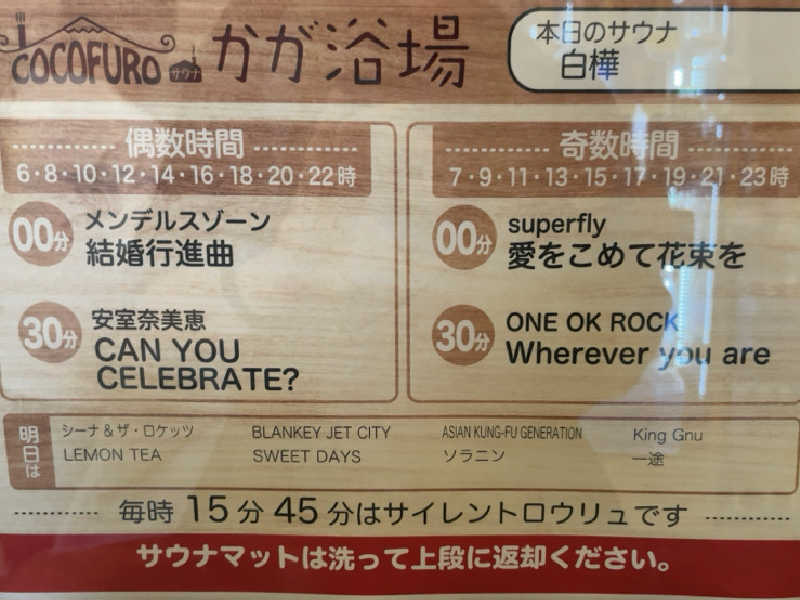 COCOFURO サウナ かが浴場
本日のサウナ
白樺
偶数時間
6・8・10・12・14・16・18・20・22時
00分
メンデルスゾーン
結婚行進曲
30分
安室奈美恵
CAN YOU
CELEBRATE?
奇数時間
7・9・11・13・15・17・19・21・23時
00分
superfly
愛をこめて花束を
30分
ONE OK ROCK
Wherever you are
明日は
シーナ&ザ・ロケッツ
LEMON TEA
BLANKEY JET CITY
SWEET DAYS
ASIAN KUNG-FU GENERATION
ソラニン
King Gnu
一途
毎時 15分 45分はサイレントロウリュです
サウナマットは洗って上段に返却ください。